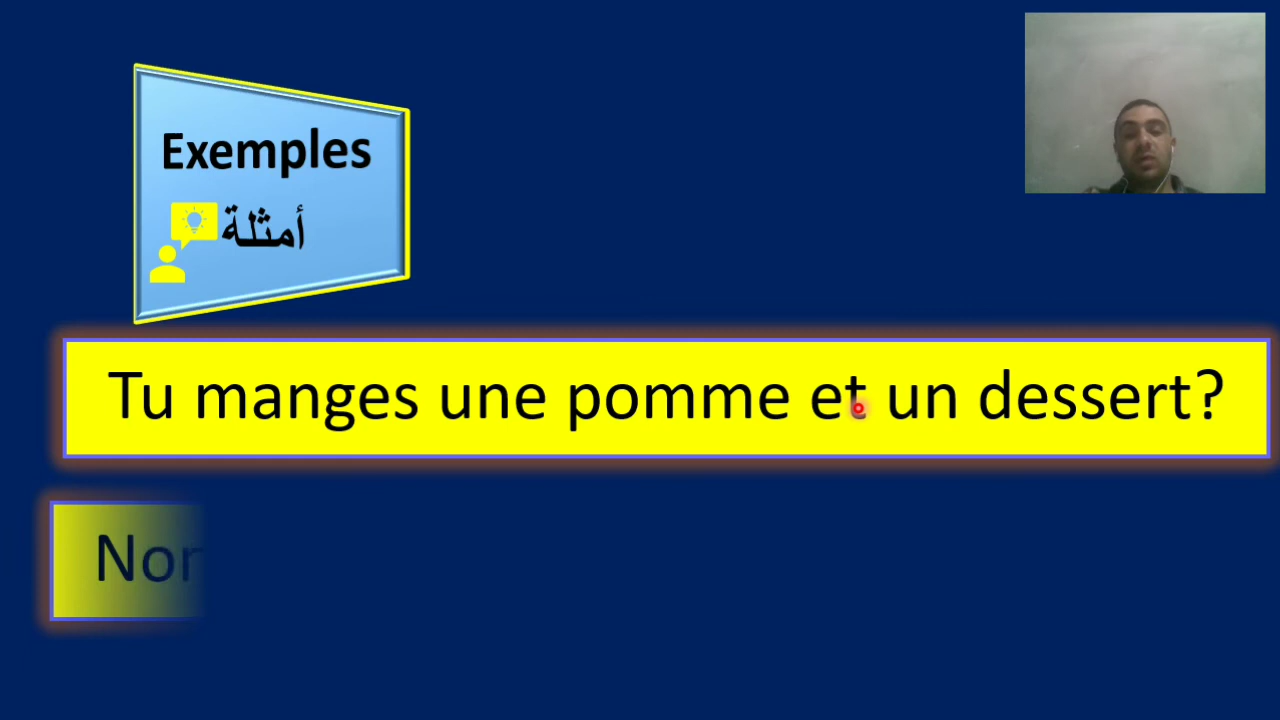 Exemples
أمثلة
Tu manges une pomme et un dessert?